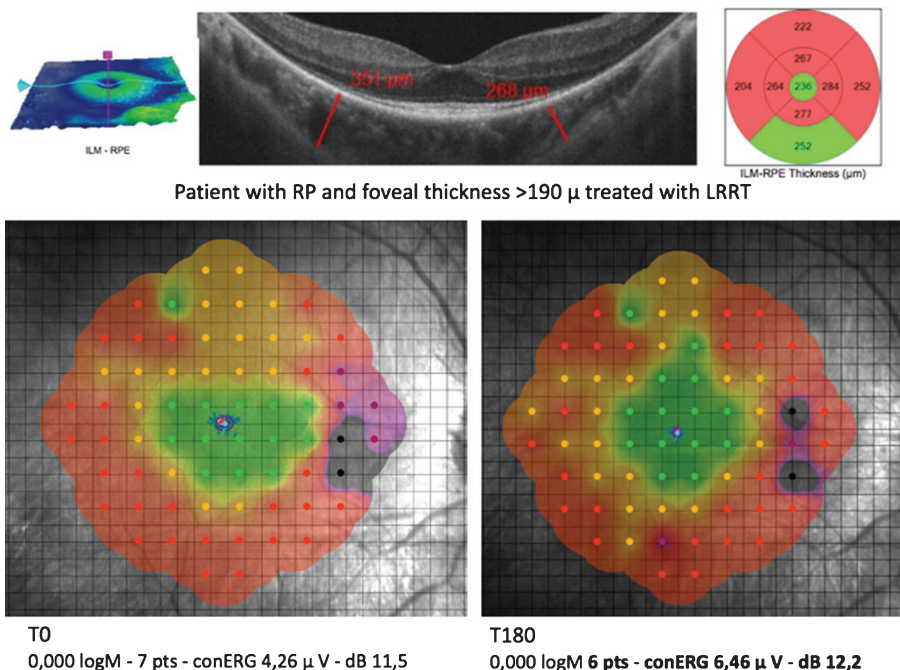 351 µm
268 µm
222
267
204 264 236 284 252
277
252
ILM - RPE
ILM-RPE Thickness (µm)
Patient with RP and foveal thickness >190 µ treated with LRRT
T0
0,000 logM - 7 pts - conERG 4,26 µ V - dB 11,5
T180
0,000 logM 6 pts - conERG 6,46 µ V - dB 12,2